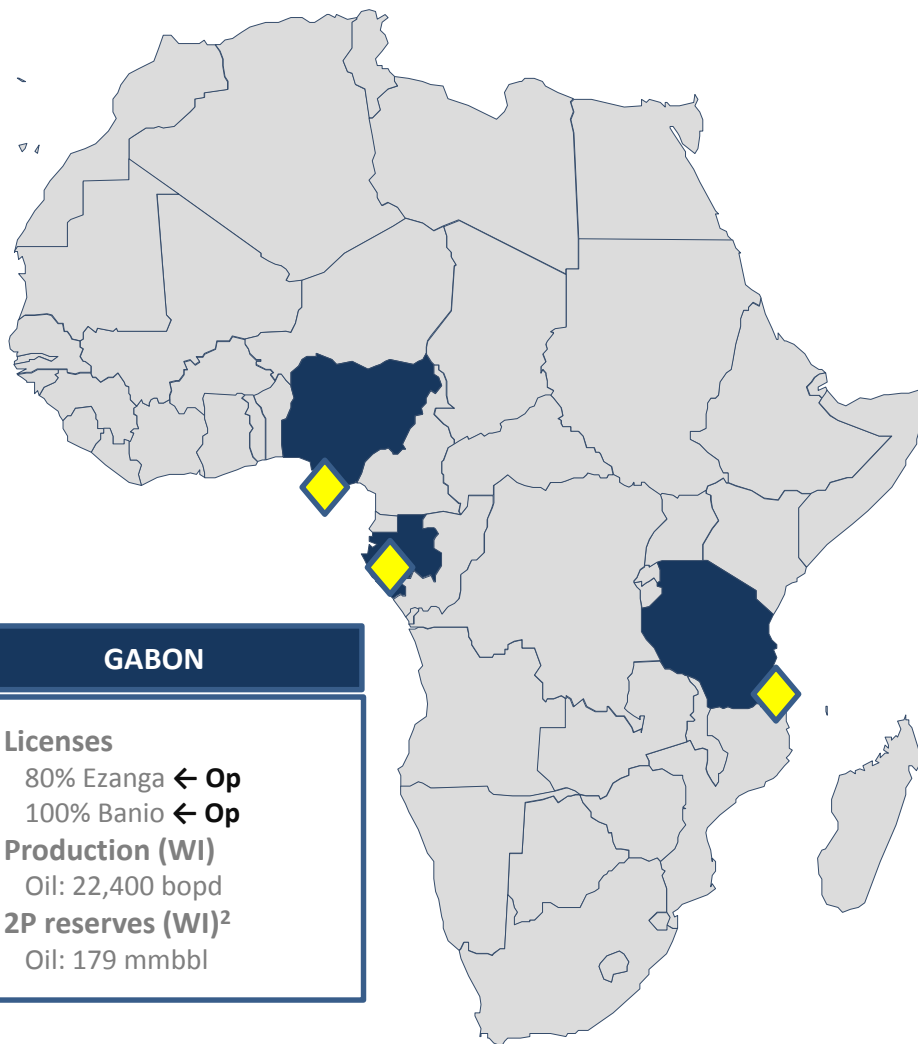 GABON
Licenses
80% Ezanga ← Op
100% Banio ← Op
Production (WI)
Oil: 22,400 bopd
2P reserves (WI)²
Oil: 179 mmbbl